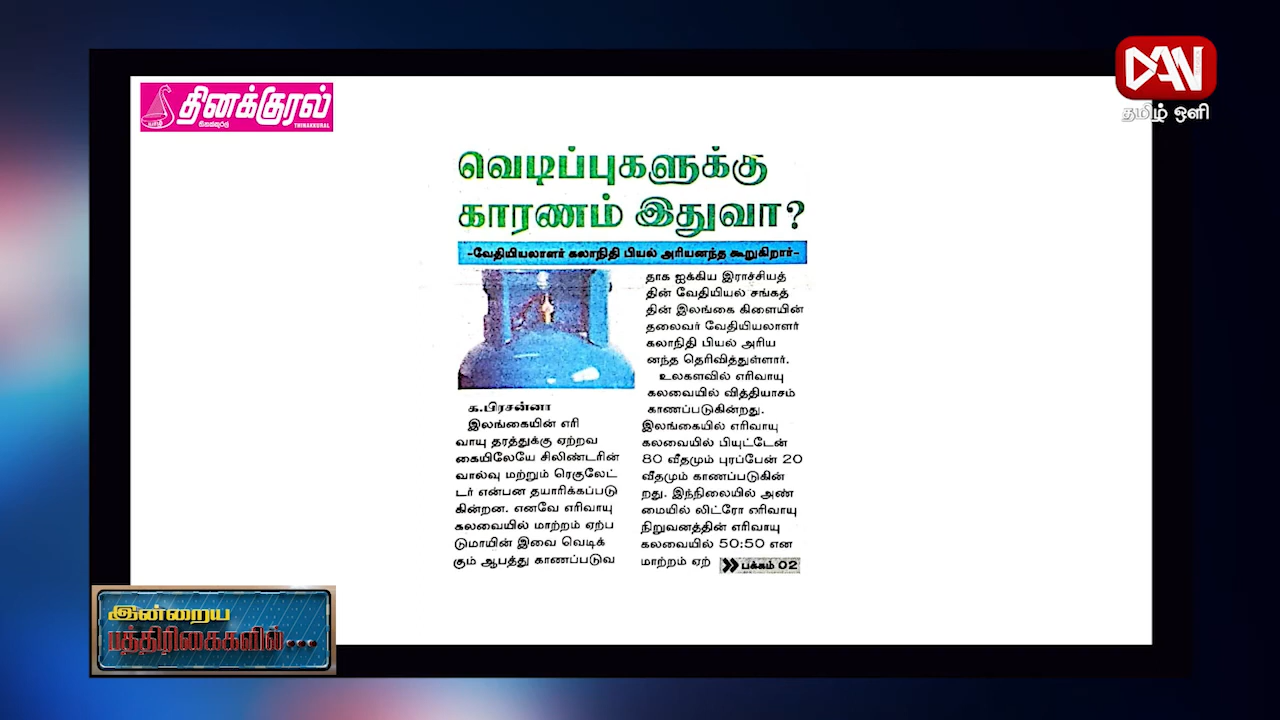 தினக்குரல்
யாழ்
தினக்குரல்
THINAKKURAL
DAN
தமிழ் ஒளி
வெடிப்புகளுக்கு
காரணம் இதுவா?
-வேதியியலாளர் கலாநிதி பியல் அரியனந்த கூறுகிறார்-
க.பிரசன்னா
இலங்கையின் எரி
வாயு தரத்துக்கு ஏற்றவ
கையிலேயே சிலிண்டரின்
வால்வு மற்றும் ரெகுலேட்
டர் என்பன தயாரிக்கப்படு
கின்றன. எனவே எரிவாயு
கலவையில் மாற்றம் ஏற்ப
டுமாயின் இவை வெடிக்
கும் ஆபத்து காணப்படுவ
தாக ஐக்கிய இராச்சியத்
தின் வேதியியல் சங்கத்
தின் இலங்கை கிளையின்
தலைவர் வேதியியலாளர்
கலாநிதி பியல் அரிய
னந்த தெரிவித்துள்ளார்.
உலகளவில் எரிவாயு
கலவையில் வித்தியாசம்
காணப்படுகின்றது.
இலங்கையில் எரிவாயு
கலவையில் பியுட்டேன்
80 வீதமும் புரப்பேன் 20
வீதமும் காணப்படுகின்
றது. இந்நிலையில் அண்
மையில் லிட்ரோ எரிவாயு
நிறுவனத்தின் எரிவாயு
கலவையில் 50:50 என
மாற்றம் ஏற்
பக்கம் 02
இன்றைய
பத்திரிகைகளில்...